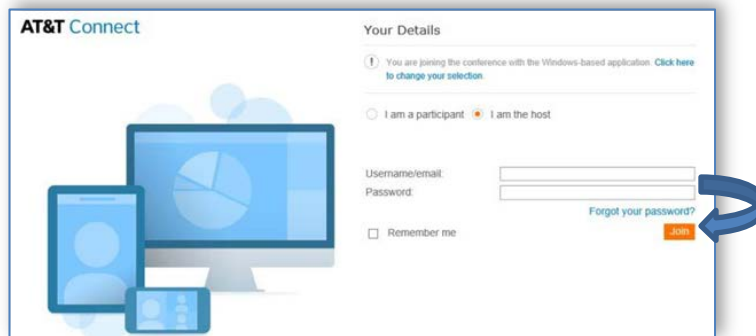 AT&T Connect
Your Details
! You are joining the conference with the Windows-based application. Click here
to change your selection.
I am a participant I am the host
Username/email:
Password:
Forgot your password?
Remember me Join